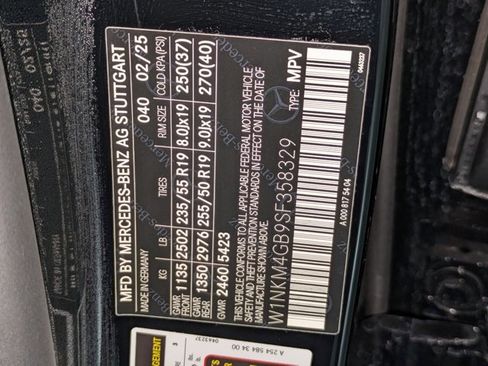 MFD BY MERCEDES-BENZ AG STUTTGART
MADE IN GERMANY
040 02/25
KG LB TIRES RIM SIZE COLD KPA (PSI)
GAWR FRONT 1135 2500 235/55 R19 8.0Jx19 250(37)
GAWR REAR 1350 2976 255/50 R19 9.0Jx19 270(40)
GVWR 2460 5423
THIS VEHICLE CONFORMS TO ALL APPLICABLE FEDERAL MOTOR VEHICLE
SAFETY AND THEFT PREVENTION STANDARDS IN EFFECT ON THE DATE OF
MANUFACTURE SHOWN ABOVE.
W1NKM4GB9SF358329
TYPE: MPV
A 000 817 54 04
0463237
A 254 584 34 00
0463237